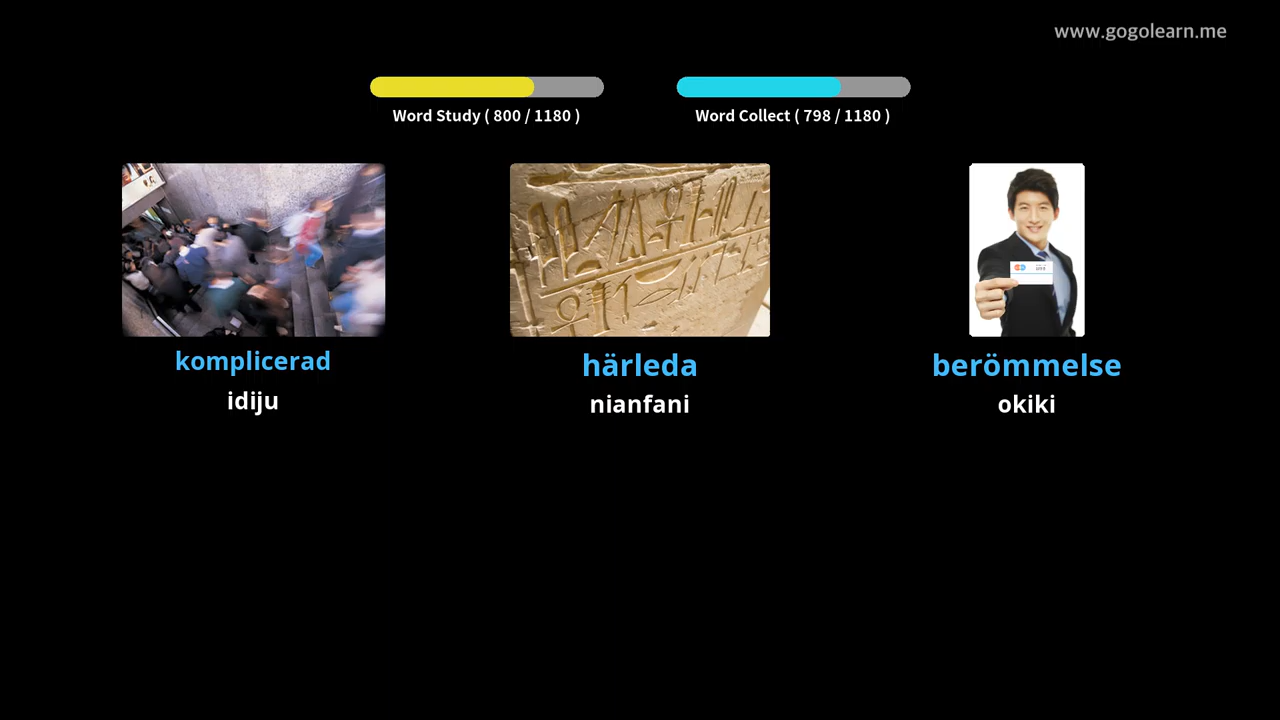 www.gogolearn.me
Word Study ( 800 / 1180 )
Word Collect ( 798 / 1180 )
komplicerad
idiju
härleda
nianfani
berömmelse
okiki